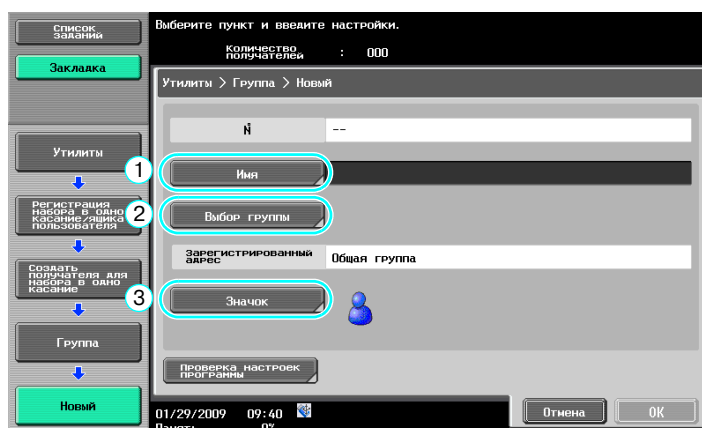 Список
заданий
Закладка
Выберите пункт и введите настройки.
Количество
получателей : 000
Утилиты > Группа > Новый
Утилиты
Регистрация
набора в одно
касание/ящика
пользователя
Создать
получателя для
набора в одно
касание
Группа
Новый
№ --
1 Имя
2 Выбор группы
Зарегистрированный
адрес Общая группа
3 Значок
Проверка настроек
программы
01/29/2009 09:40
Память 0%
Отмена OK